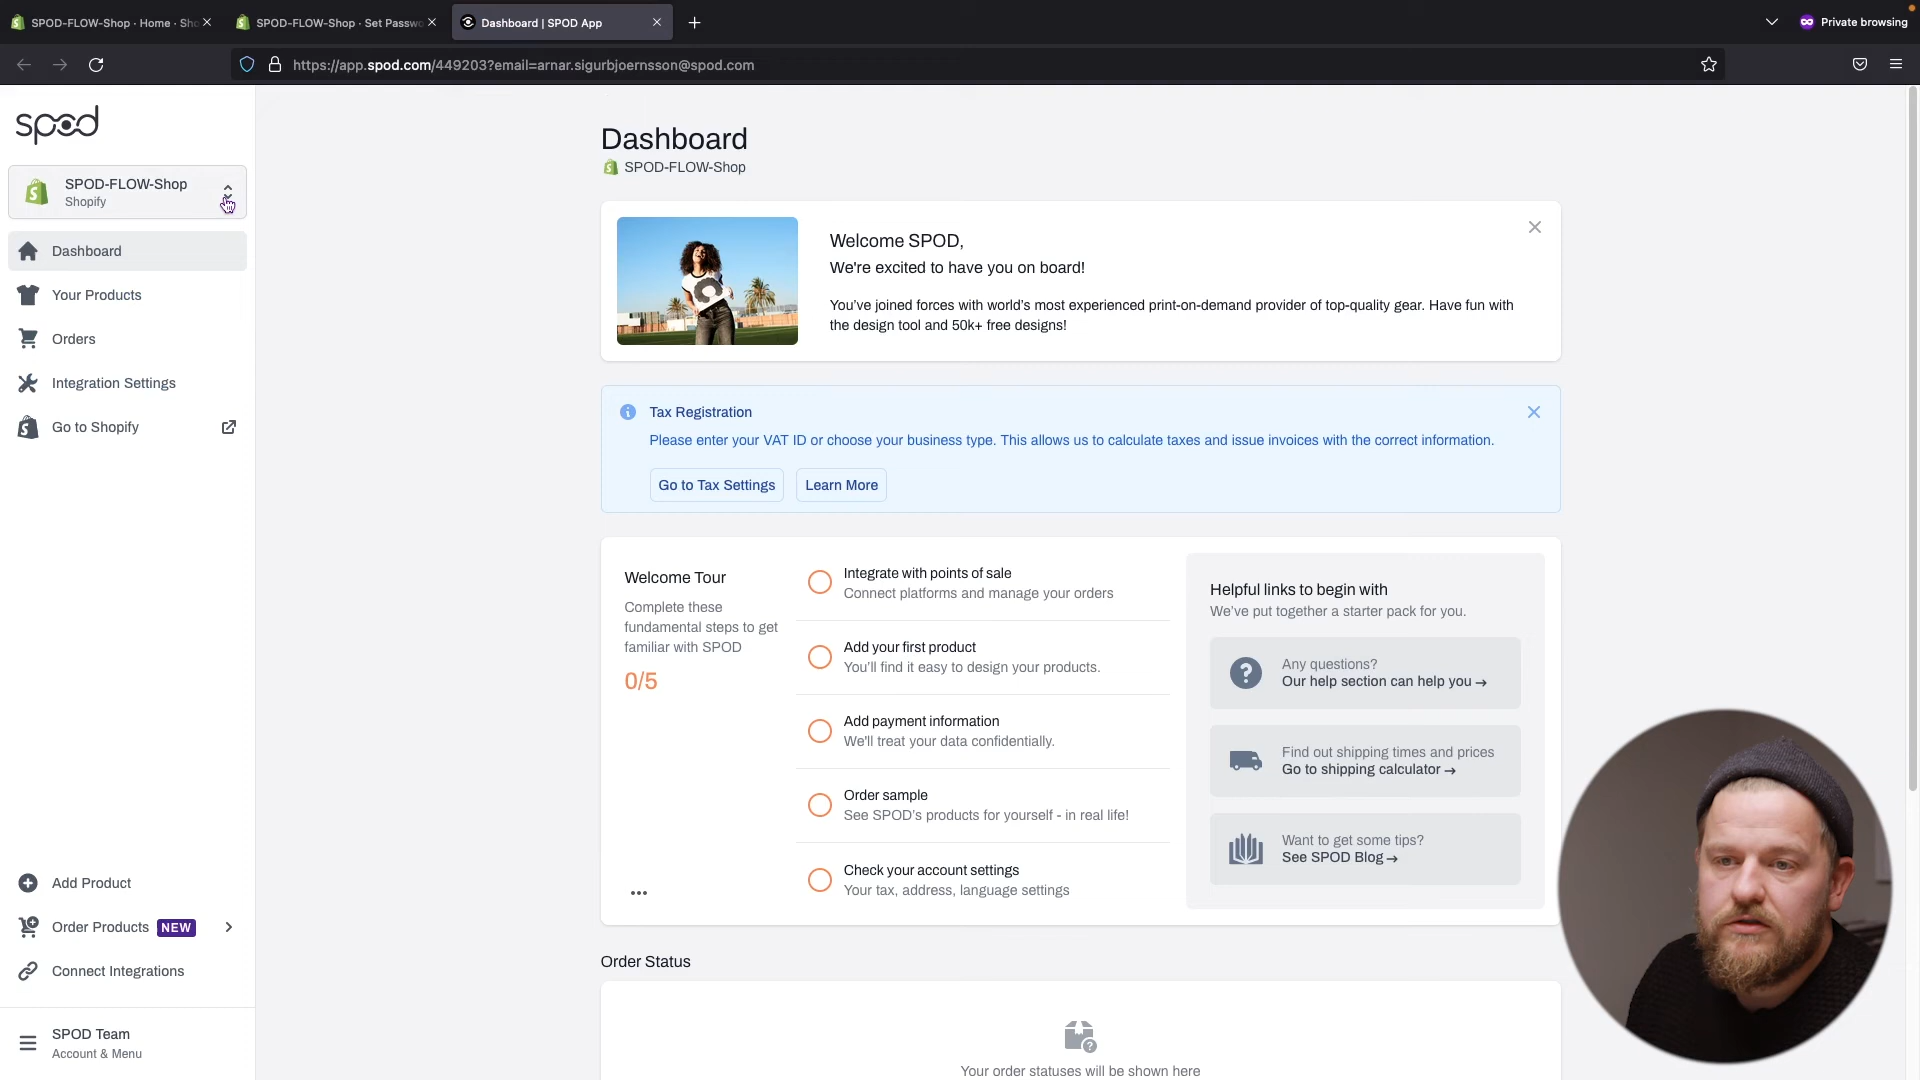 SPOD-FLOW-Shop · Home · Sho
SPOD-FLOW-Shop · Set Passwo
Dashboard | SPOD App
Private browsing
https://app.spod.com/449203?email=arnar.sigurbjoernsson@spod.com
spod
SPOD-FLOW-Shop
Shopify
Dashboard
Your Products
Orders
Integration Settings
Go to Shopify
Add Product
Order Products NEW
Connect Integrations
SPOD Team
Account & Menu
Dashboard
SPOD-FLOW-Shop
Welcome SPOD,
We're excited to have you on board!
You've joined forces with world's most experienced print-on-demand provider of top-quality gear. Have fun with
the design tool and 50k+ free designs!
Tax Registration
Please enter your VAT ID or choose your business type. This allows us to calculate taxes and issue invoices with the correct information.
Go to Tax Settings
Learn More
Welcome Tour
Complete these
fundamental steps to get
familiar with SPOD
0/5
Integrate with points of sale
Connect platforms and manage your orders
Add your first product
You'll find it easy to design your products.
Add payment information
We'll treat your data confidentially.
Order sample
See SPOD's products for yourself - in real life!
Check your account settings
Your tax, address, language settings
Helpful links to begin with
We've put together a starter pack for you.
Any questions?
Our help section can help you →
Find out shipping times and prices
Go to shipping calculator →
Want to get some tips?
See SPOD Blog →
Order Status
Your order statuses will be shown here